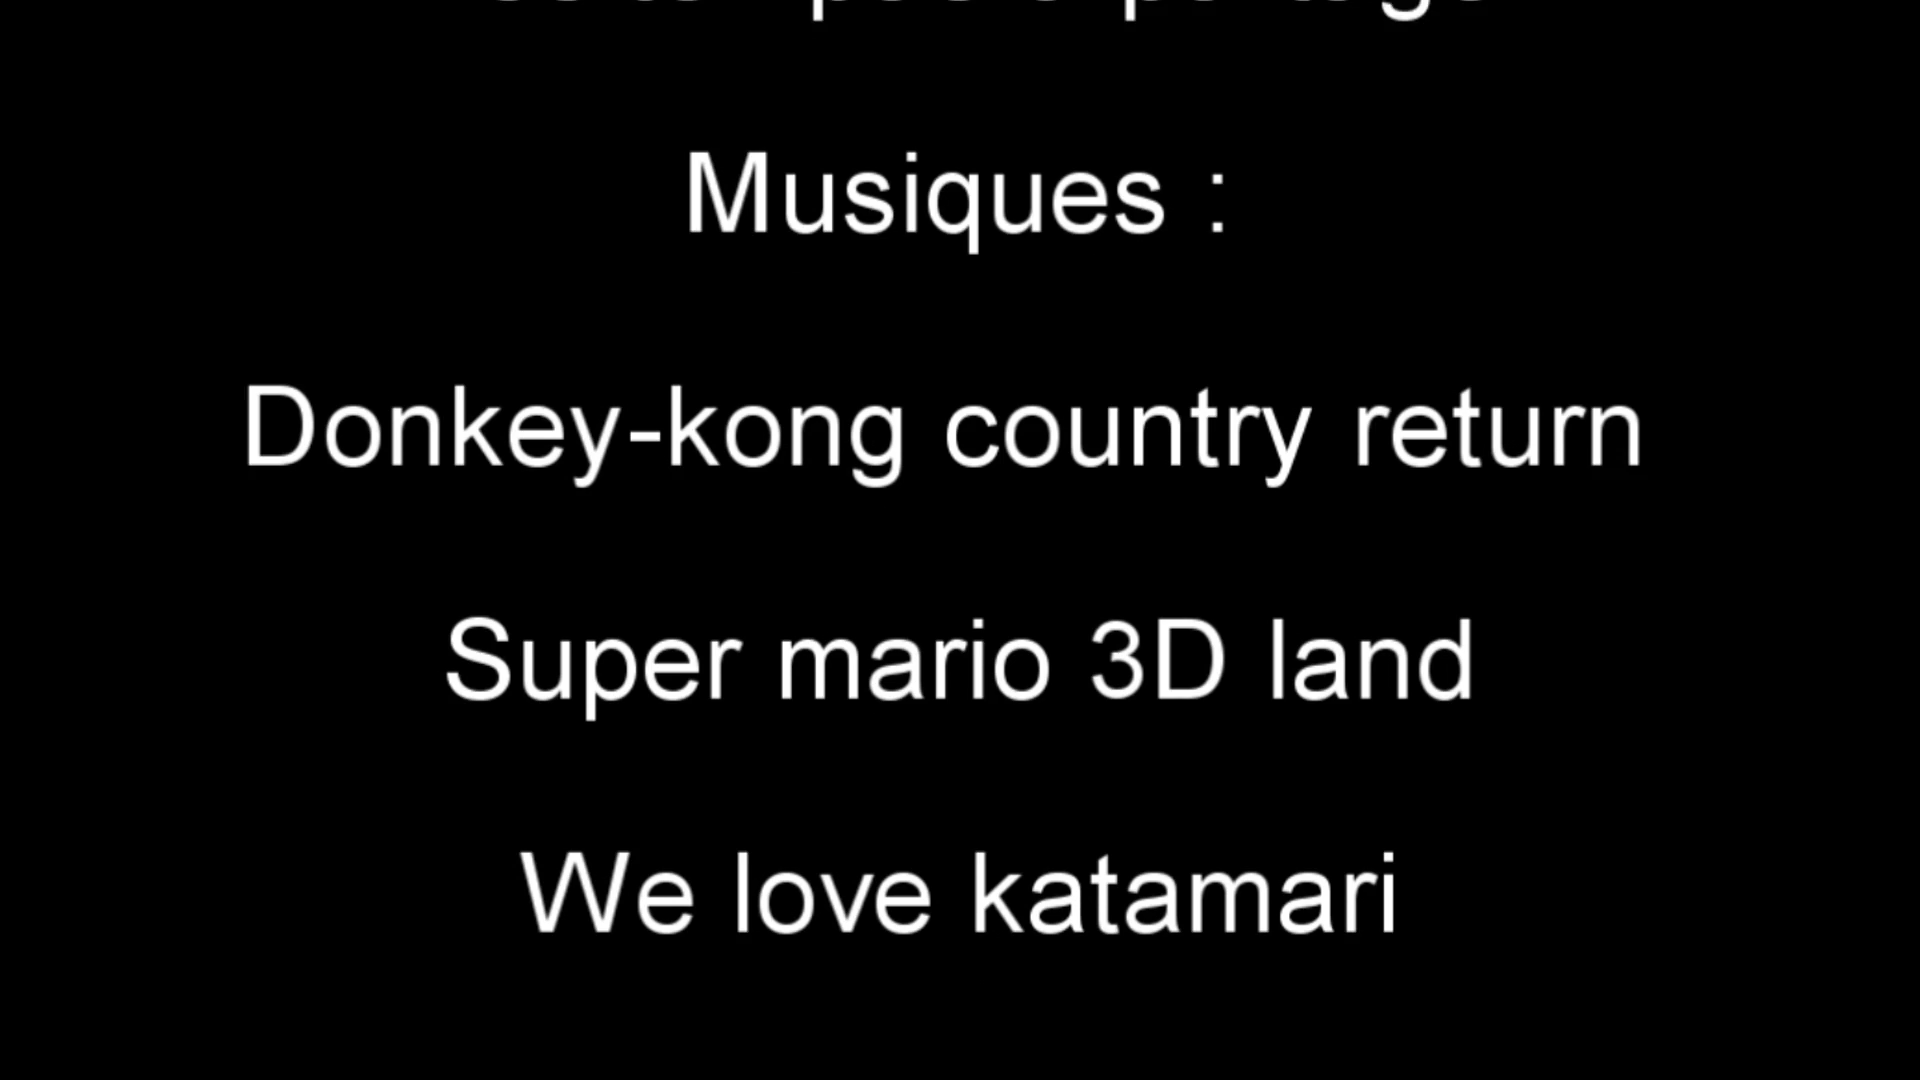 Musiques :
Donkey-kong country return
Super mario 3D land
We love katamari